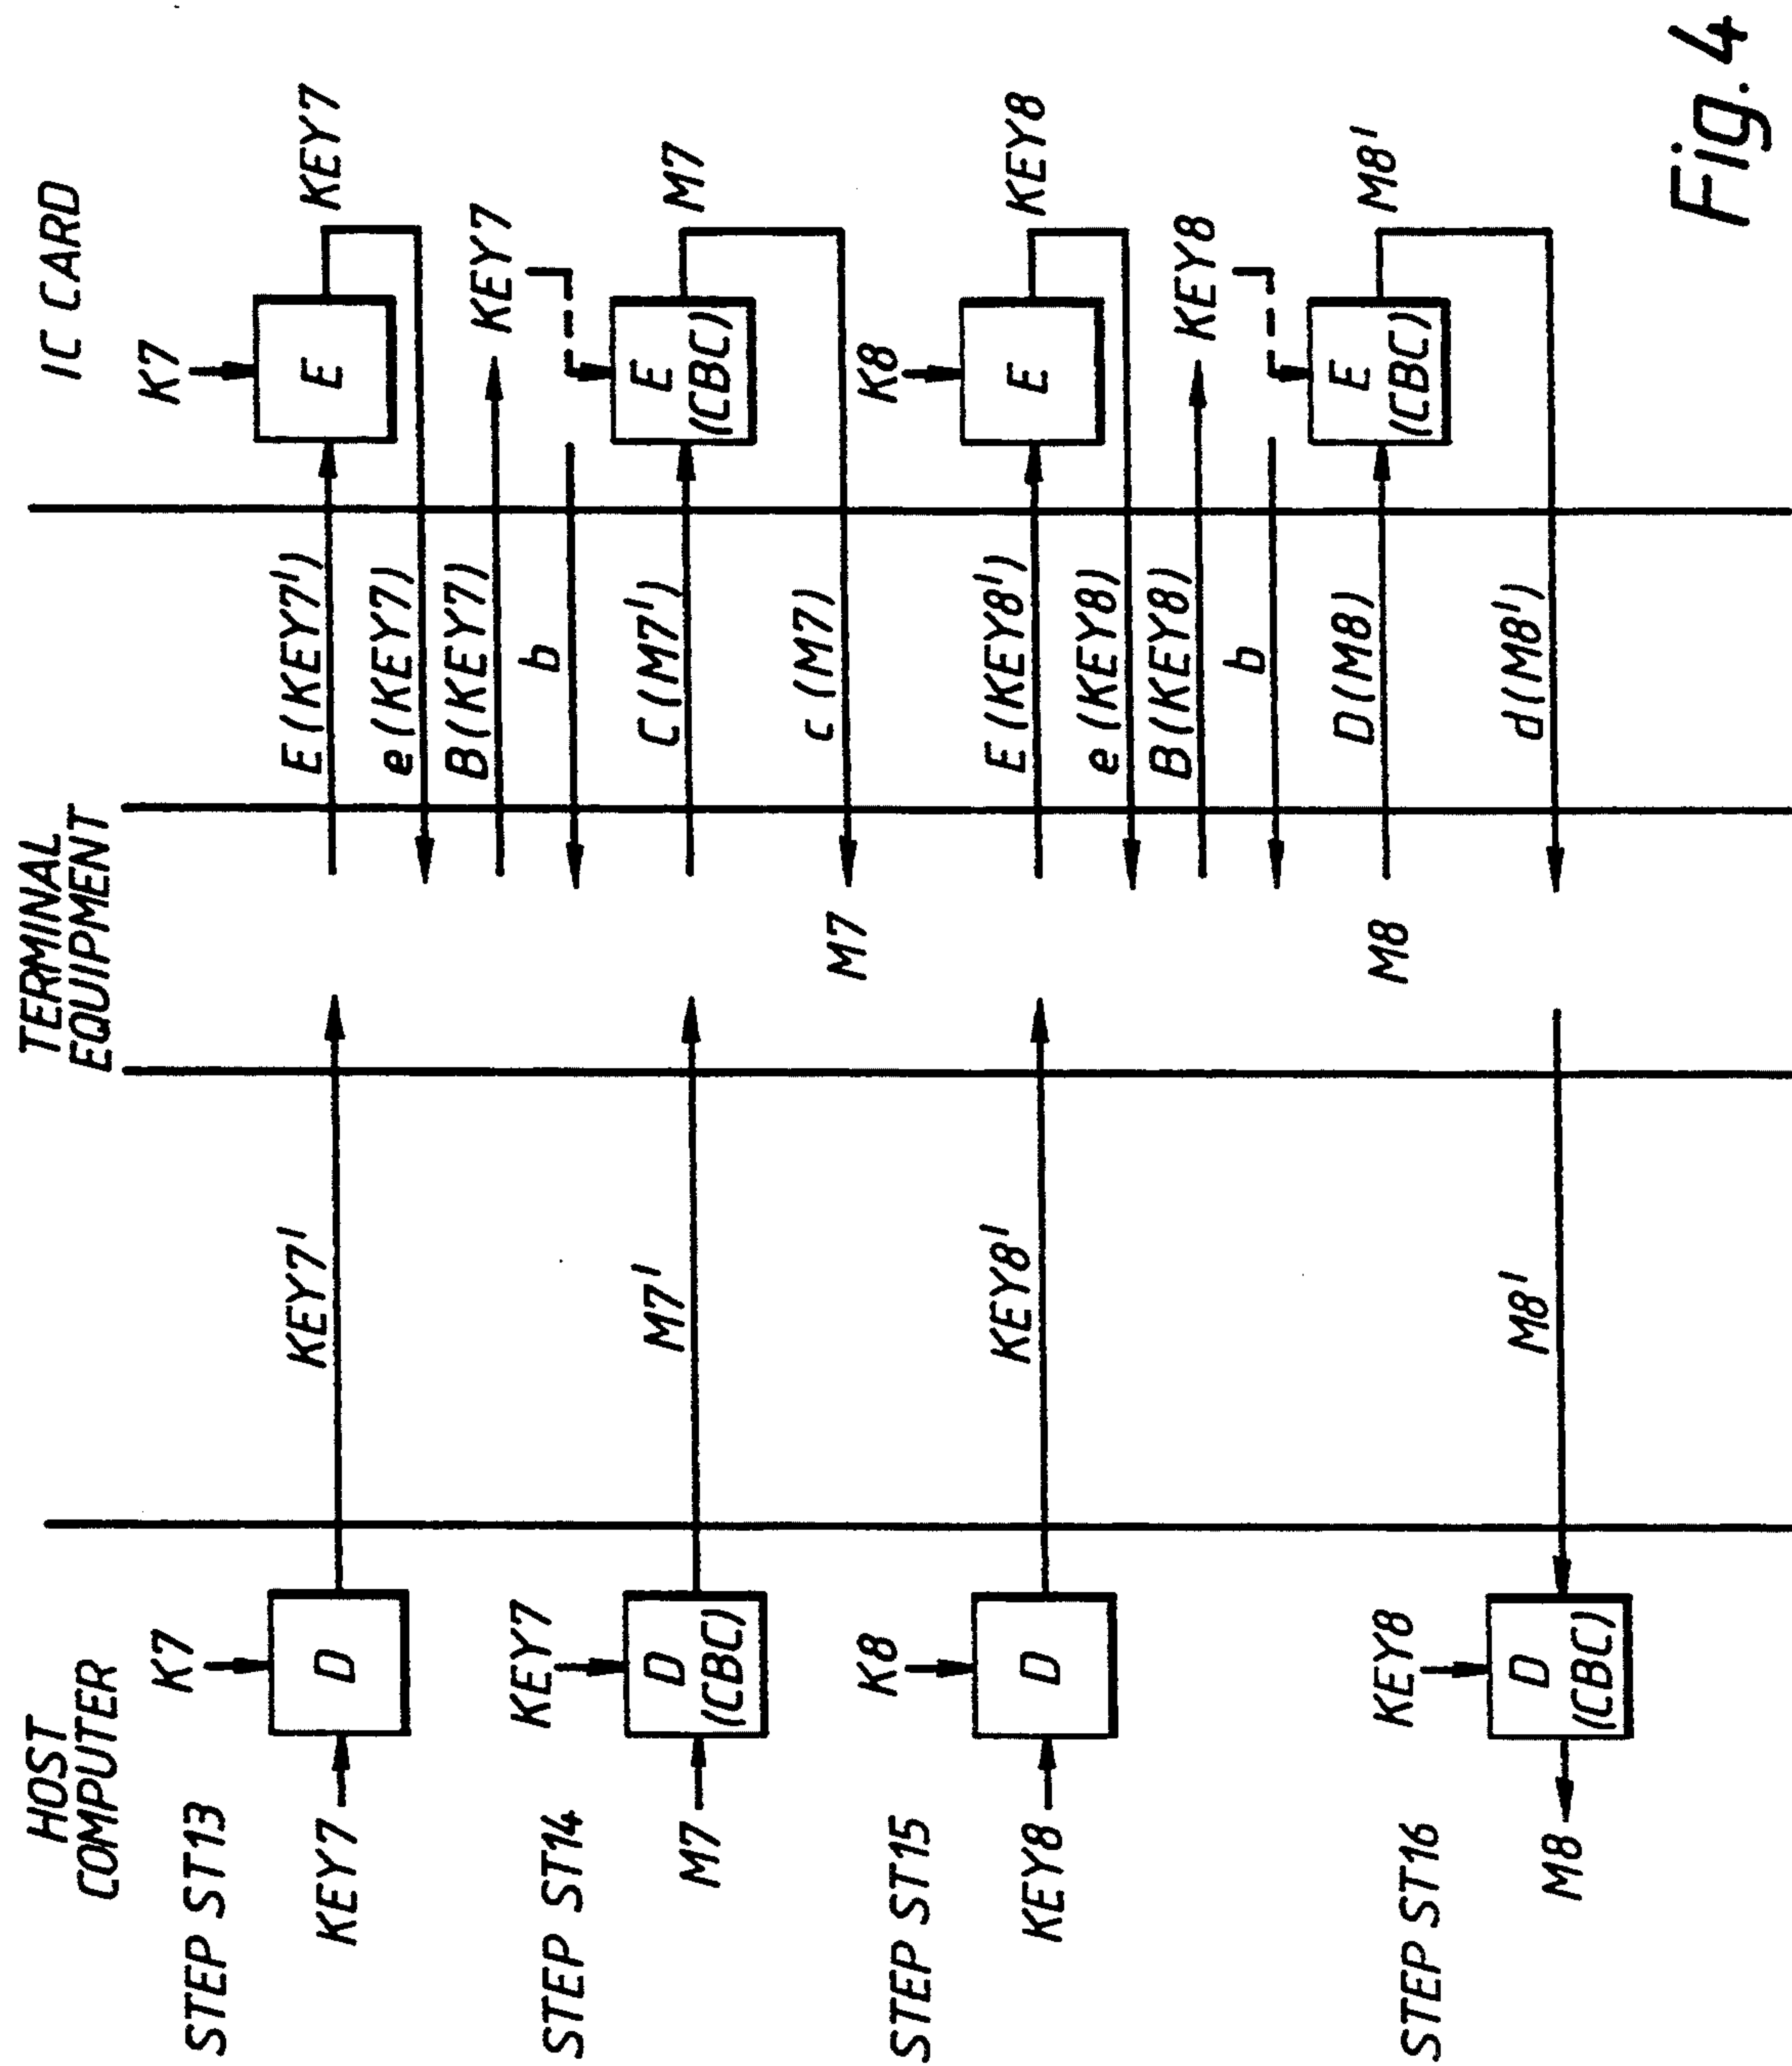 HOST
COMPUTER
TERMINAL
EQUIPMENT
IC CARD
STEP ST13
K7
K7
KEY7
D
KEY7'
E(KEY7')
E
KEY7
e(KEY7)
B(KEY7)
KEY7
b
STEP ST14
KEY7
M7
D
(CBC)
M7'
C(M7')
E
(CBC)
M7
c(M7)
M7
STEP ST15
K8
K8
KEY8
D
KEY8'
E(KEY8')
E
KEY8
e(KEY8)
B(KEY8)
KEY8
b
STEP ST16
KEY8
M8
D(M8)
E
(CBC)
M8'
d(M8')
M8'
D
(CBC)
M8
Fig. 4